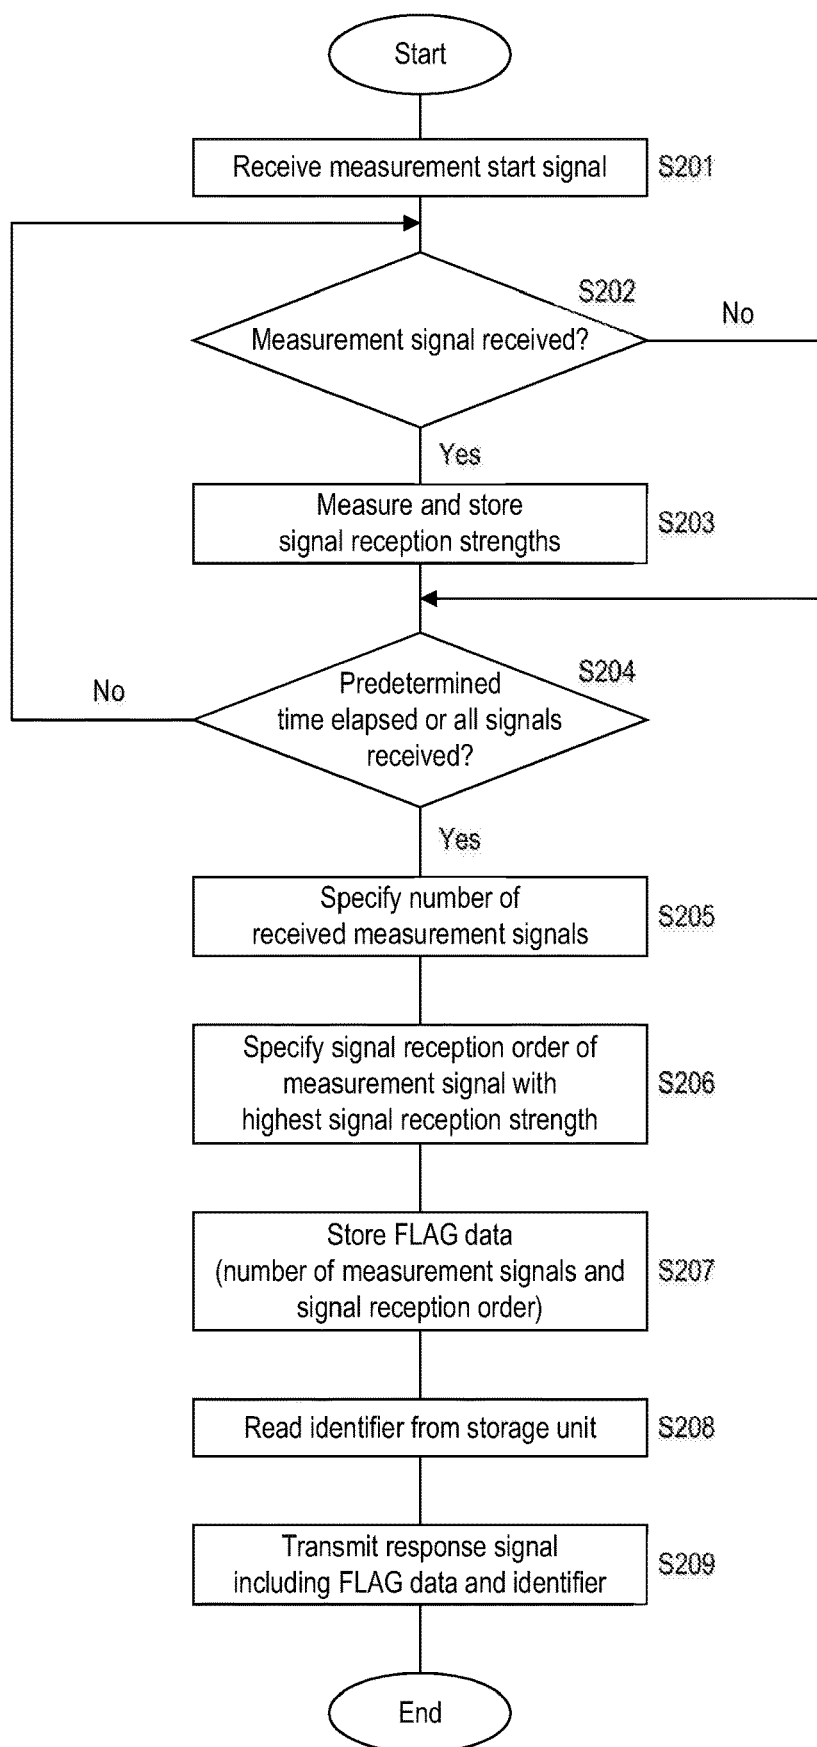 Start
Receive measurement start signal
S201
S202
No
Measurement signal received?
Yes
Measure and store
signal reception strengths
S203
S204
No
Predetermined
time elapsed or all signals
received?
Yes
Specify number of
received measurement signals
S205
Specify signal reception order of
measurement signal with
highest signal reception strength
S206
Store FLAG data
(number of measurement signals and
signal reception order)
S207
Read identifier from storage unit
S208
Transmit response signal
including FLAG data and identifier
S209
End